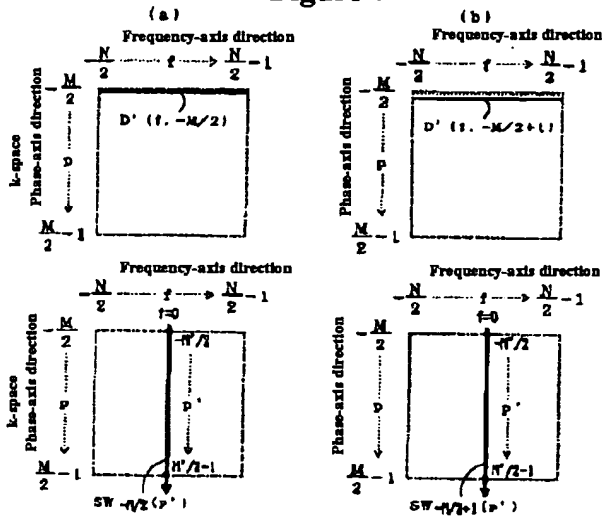 (a)
Frequency-axis direction
-N/2 f N/2-1
-M/2
D' (f, -M/2)
k-space
Phase-axis direction
p
M/2-1
(b)
Frequency-axis direction
-N/2 f N/2-1
-M/2
D' (f, -M/2+1)
Phase-axis direction
p
M/2-1
Frequency-axis direction
-N/2 f N/2-1
f=0
-M/2
-M'/2
k-space
Phase-axis direction
p
p'
M/2-1
M'/2-1
SW-M/2(p')
Frequency-axis direction
-N/2 f N/2-1
f=0
-M/2
-M'/2
Phase-axis direction
p
p'
M/2-1
M'/2-1
SW-M/2+1(p')